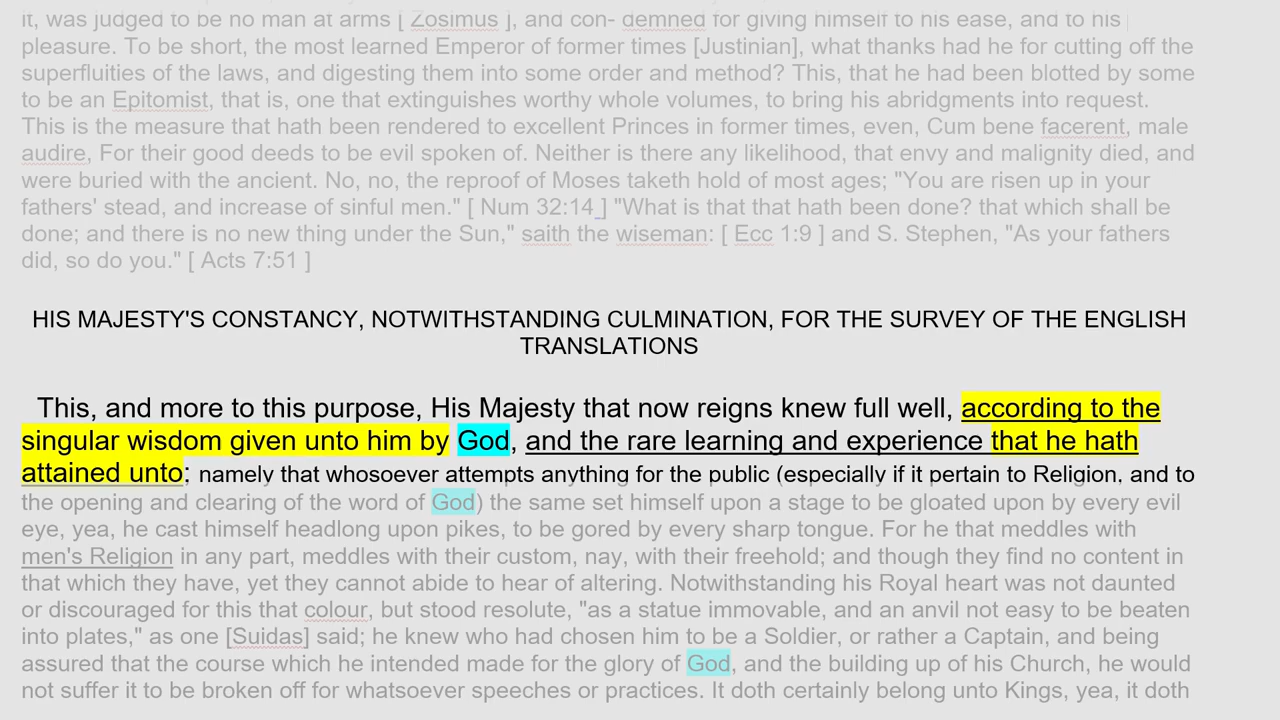 it, was judged to be no man at arms [ Zosimus ], and con- demned for giving himself to his ease, and to his
pleasure. To be short, the most learned Emperor of former times [Justinian], what thanks had he for cutting off the
superfluities of the laws, and digesting them into some order and method? This, that he had been blotted by some
to be an Epitomist, that is, one that extinguishes worthy whole volumes, to bring his abridgments into request.
This is the measure that hath been rendered to excellent Princes in former times, even, Cum bene facerent, male
audire, For their good deeds to be evil spoken of. Neither is there any likelihood, that envy and malignity died, and
were buried with the ancient. No, no, the reproof of Moses taketh hold of most ages; "You are risen up in your
fathers' stead, and increase of sinful men." [ Num 32:14 ] "What is that that hath been done? that which shall be
done; and there is no new thing under the Sun," saith the wiseman: [ Ecc 1:9 ] and S. Stephen, "As your fathers
did, so do you." [ Acts 7:51 ]
HIS MAJESTY'S CONSTANCY, NOTWITHSTANDING CULMINATION, FOR THE SURVEY OF THE ENGLISH
TRANSLATIONS
This, and more to this purpose, His Majesty that now reigns knew full well, according to the
singular wisdom given unto him by God, and the rare learning and experience that he hath
attained unto; namely that whosoever attempts anything for the public (especially if it pertain to Religion, and to
the opening and clearing of the word of God) the same set himself upon a stage to be gloated upon by every evil
eye, yea, he cast himself headlong upon pikes, to be gored by every sharp tongue. For he that meddles with
men's Religion in any part, meddles with their custom, nay, with their freehold; and though they find no content in
that which they have, yet they cannot abide to hear of altering. Notwithstanding his Royal heart was not daunted
or discouraged for this that colour, but stood resolute, "as a statue immovable, and an anvil not easy to be beaten
into plates," as one [Suidas] said; he knew who had chosen him to be a Soldier, or rather a Captain, and being
assured that the course which he intended made for the glory of God, and the building up of his Church, he would
not suffer it to be broken off for whatsoever speeches or practices. It doth certainly belong unto Kings, yea, it doth